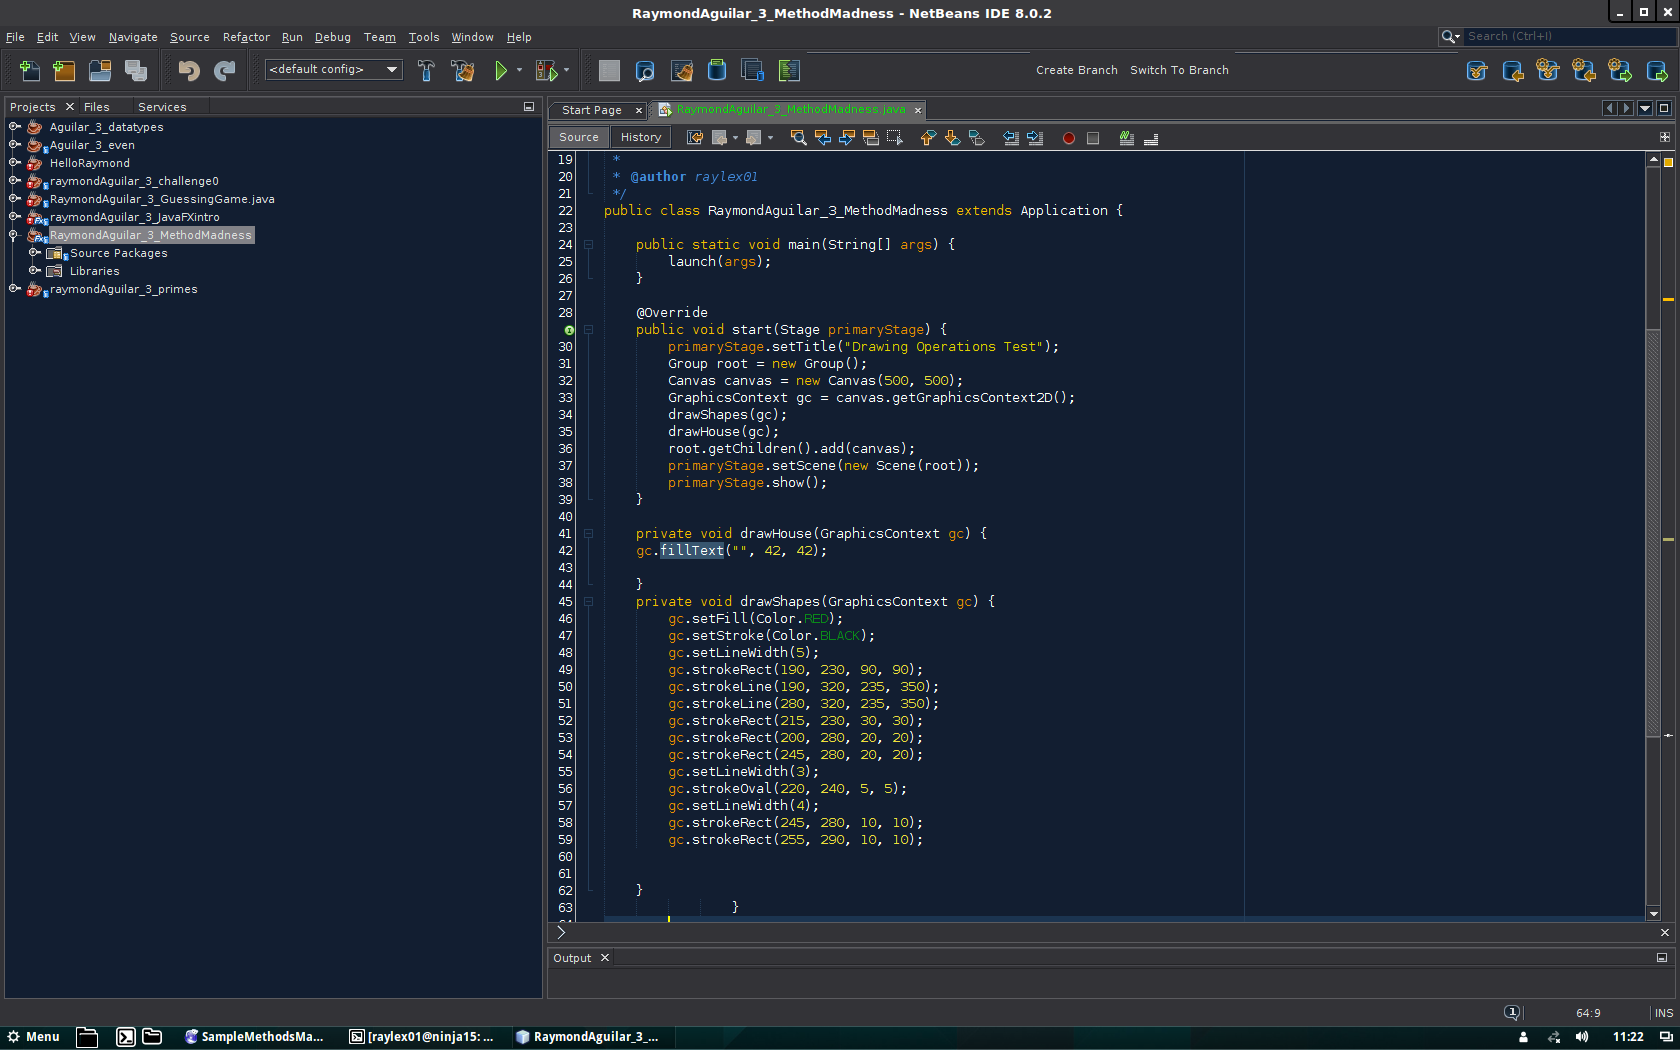 RaymondAguilar_3_MethodMadness - NetBeans IDE 8.0.2
File Edit View Navigate Source Refactor Run Debug Team Tools Window Help
Search (Ctrl+I)
<default config>
Create Branch Switch To Branch
Projects Files Services
Aguilar_3_datatypes
Aguilar_3_even
HelloRaymond
raymondAguilar_3_challenge0
RaymondAguilar_3_GuessingGame.java
raymondAguilar_3_JavaFXintro
RaymondAguilar_3_MethodMadness
Source Packages
Libraries
raymondAguilar_3_primes
Start Page RaymondAguilar_3_MethodMadness.java
Source History
19 *
20 * @author raylex01
21 */
22 public class RaymondAguilar_3_MethodMadness extends Application {
23
24 public static void main(String[] args) {
25 launch(args);
26 }
27
28 @Override
public void start(Stage primaryStage) {
30 primaryStage.setTitle("Drawing Operations Test");
31 Group root = new Group();
32 Canvas canvas = new Canvas(500, 500);
33 GraphicsContext gc = canvas.getGraphicsContext2D();
34 drawShapes(gc);
35 drawHouse(gc);
36 root.getChildren().add(canvas);
37 primaryStage.setScene(new Scene(root));
38 primaryStage.show();
39 }
40
41 private void drawHouse(GraphicsContext gc) {
42 gc.fillText("", 42, 42);
43
44 }
45 private void drawShapes(GraphicsContext gc) {
46 gc.setFill(Color.RED);
47 gc.setStroke(Color.BLACK);
48 gc.setLineWidth(5);
49 gc.strokeRect(190, 230, 90, 90);
50 gc.strokeLine(190, 320, 235, 350);
51 gc.strokeLine(280, 320, 235, 350);
52 gc.strokeRect(215, 230, 30, 30);
53 gc.strokeRect(200, 280, 20, 20);
54 gc.strokeRect(245, 280, 20, 20);
55 gc.setLineWidth(3);
56 gc.strokeOval(220, 240, 5, 5);
57 gc.setLineWidth(4);
58 gc.strokeRect(245, 280, 10, 10);
59 gc.strokeRect(255, 290, 10, 10);
60
61
62 }
63 }
Output
1 64:9 INS
Menu SampleMethodsMa... [raylex01@ninja15: ... RaymondAguilar_3_... 11:22